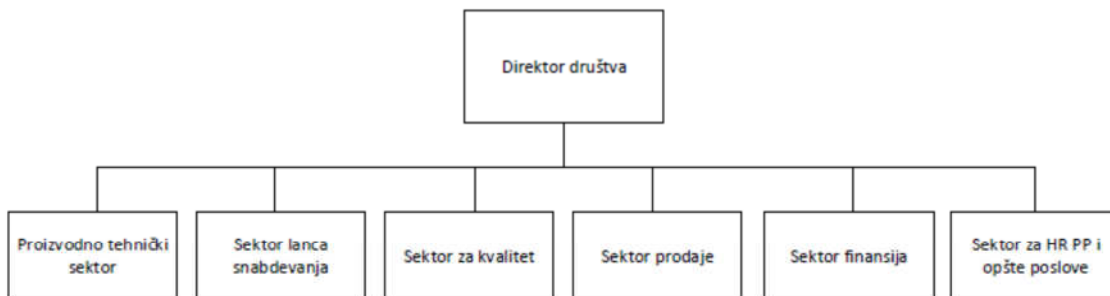 Direktor društva
Proizvodno tehnički
sektor
Sektor lanca
snabdevanja
Sektor za kvalitet
Sektor prodaje
Sektor finansija
Sektor za HR PP i
opšte poslove